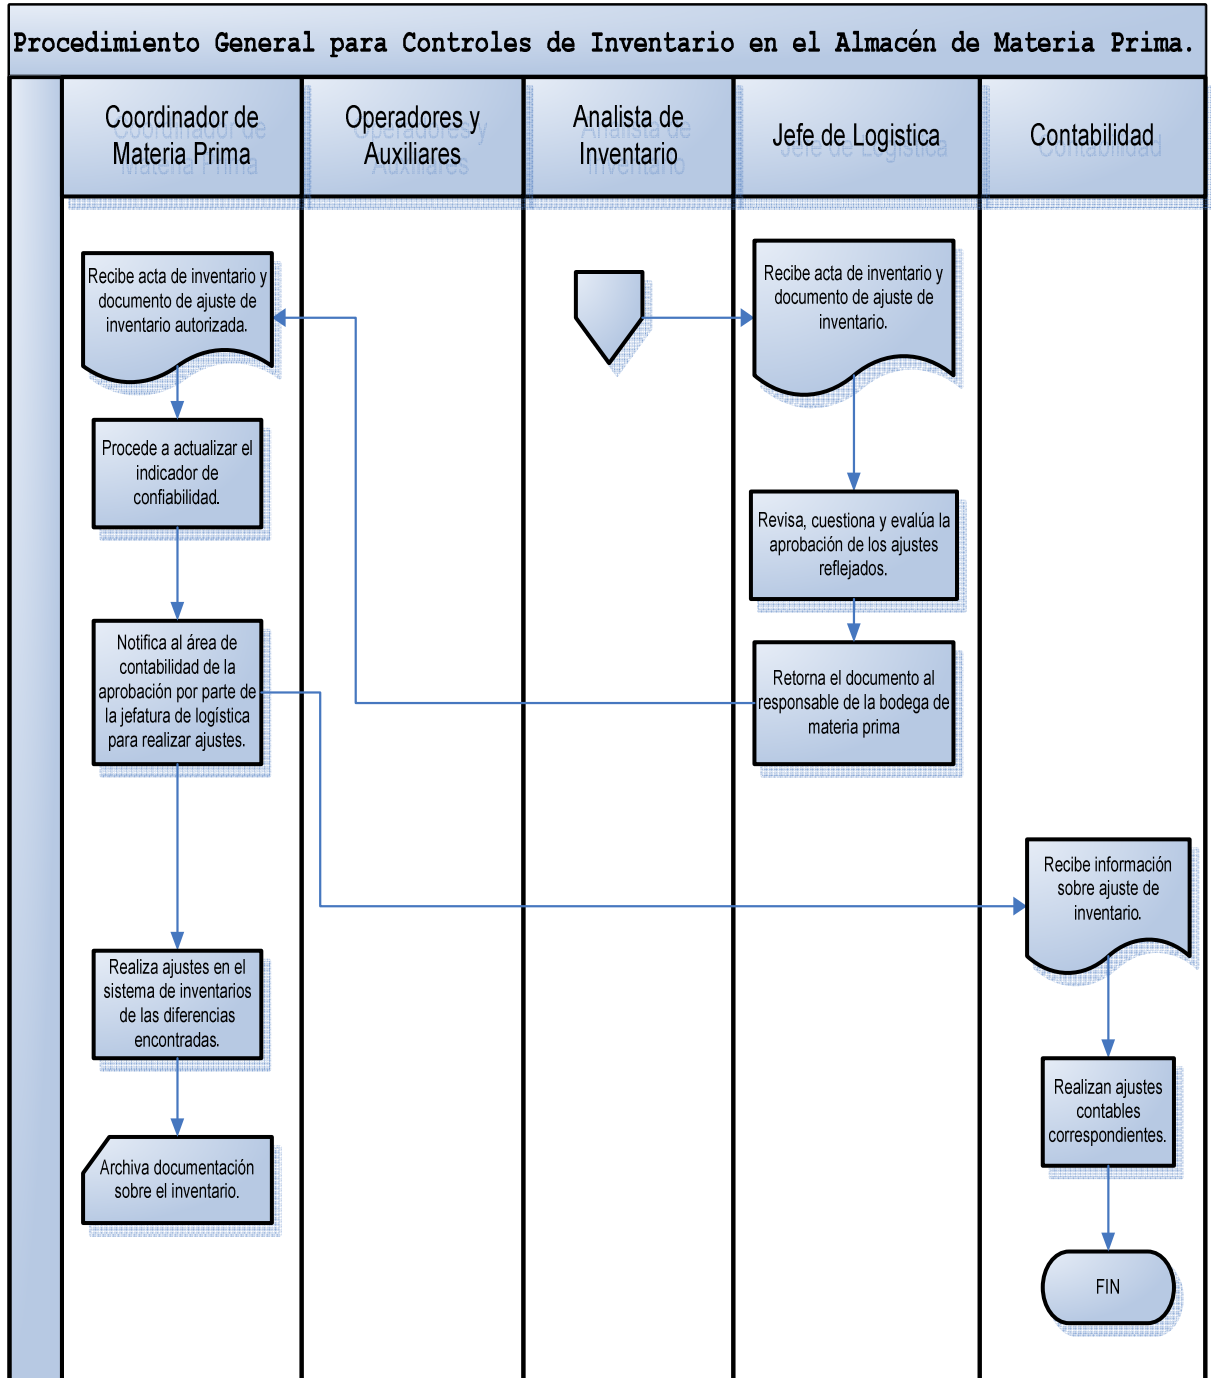 Procedimiento General para Controles de Inventario en el Almacén de Materia Prima.
Coordinador de
Materia Prima
Operadores y
Auxiliares
Analista de
Inventario
Jefe de Logistica
Contabilidad
Recibe acta de inventario y
documento de ajuste de
inventario autorizada.
Procede a actualizar el
indicador de
confiabilidad.
Notifica al área de
contabilidad de la
aprobación por parte de
la jefatura de logística
para realizar ajustes.
Realiza ajustes en el
sistema de inventarios
de las diferencias
encontradas.
Archiva documentación
sobre el inventario.
Recibe acta de inventario y
documento de ajuste de
inventario.
Revisa, cuestiona y evalúa la
aprobación de los ajustes
reflejados.
Retorna el documento al
responsable de la bodega de
materia prima
Recibe información
sobre ajuste de
inventario.
Realizan ajustes
contables
correspondientes.
FIN